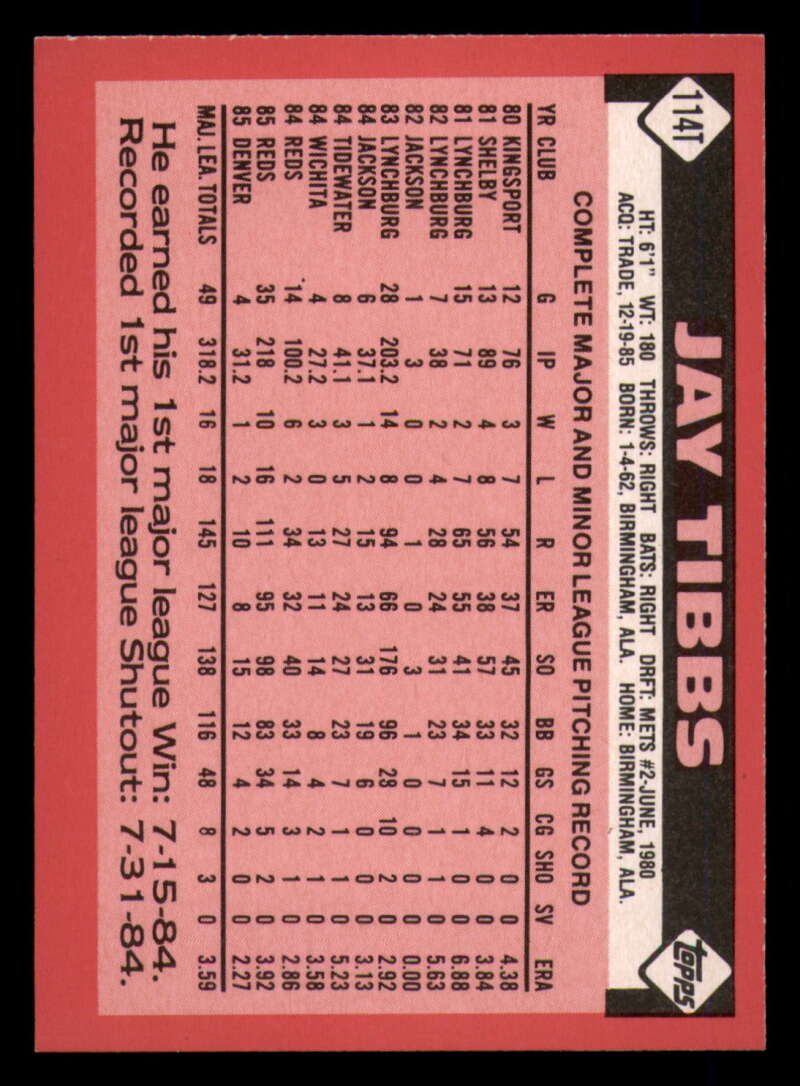 114T
JAY TIBBS
topps
HT: 6'1" WT: 180 THROWS: RIGHT BATS: RIGHT DRFT: METS #2-JUNE, 1980
ACQ: TRADE, 12-19-85 BORN: 1-4-62, BIRMINGHAM, ALA. HOME: BIRMINGHAM, ALA.
COMPLETE MAJOR AND MINOR LEAGUE PITCHING RECORD
YR CLUB G IP W L R ER SO BB GS CG SHO SV ERA
80 KINGSPORT 12 76 3 7 54 37 45 32 12 2 0 0 4.38
81 SHELBY 13 89 4 8 56 38 57 33 11 4 0 0 3.84
81 LYNCHBURG 15 71 2 7 65 55 41 34 15 1 0 0 6.88
82 LYNCHBURG 7 38 2 4 28 24 31 23 7 1 1 0 5.63
82 JACKSON 1 3 0 0 1 0 3 1 0 0 0 0 0.00
83 LYNCHBURG 28 203.2 14 8 94 66 176 96 28 10 2 0 2.92
84 JACKSON 6 37.1 1 2 15 13 31 19 6 0 0 0 3.13
84 TIDEWATER 8 41.1 3 5 27 24 27 23 7 1 1 0 5.23
84 WICHITA 4 27.2 3 0 13 11 14 8 4 2 1 0 3.58
84 REDS 14 100.2 6 2 34 32 40 33 14 3 1 0 2.86
85 REDS 35 218 10 16 111 95 98 83 34 5 2 0 3.92
85 DENVER 4 31.2 1 2 10 8 15 12 4 2 0 0 2.27
MAJ. LEA. TOTALS 49 318.2 16 18 145 127 138 116 48 8 3 0 3.59
He earned his 1st major league Win: 7-15-84.
Recorded 1st major league Shutout: 7-31-84.